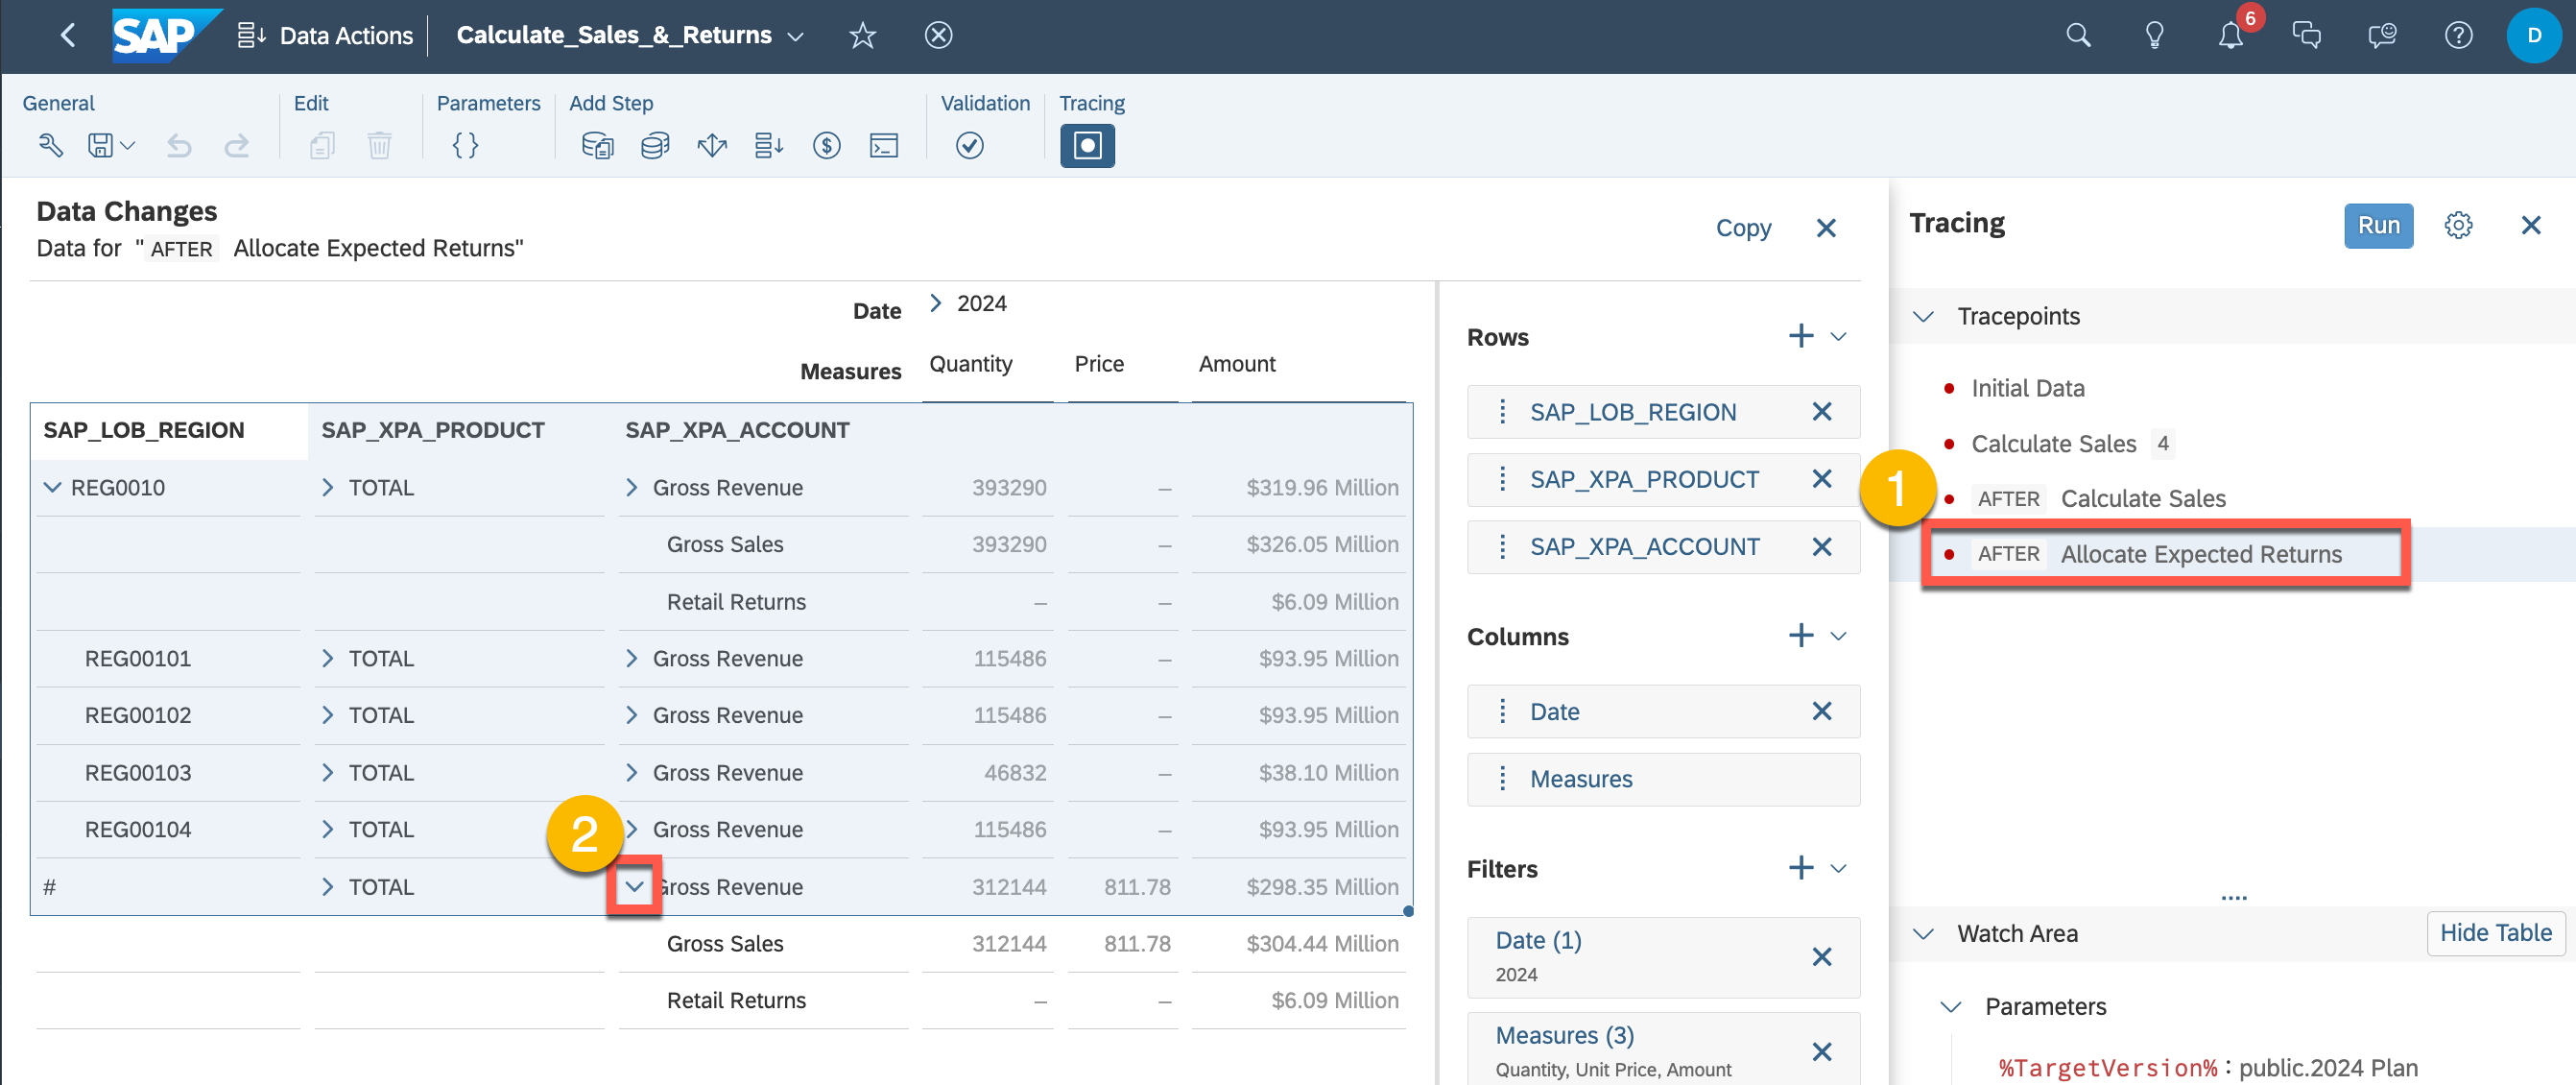 SAP Data Actions Calculate_Sales_&_Returns 6 D
General Edit Parameters Add Step Validation Tracing
Data Changes
Data for "AFTER Allocate Expected Returns"
Copy
Date 2024
Measures Quantity Price Amount
SAP_LOB_REGION SAP_XPA_PRODUCT SAP_XPA_ACCOUNT
REG0010 TOTAL Gross Revenue 393290 – $319.96 Million
Gross Sales 393290 – $326.05 Million
Retail Returns – – $6.09 Million
REG00101 TOTAL Gross Revenue 115486 – $93.95 Million
REG00102 TOTAL Gross Revenue 115486 – $93.95 Million
REG00103 TOTAL Gross Revenue 46832 – $38.10 Million
REG00104 TOTAL Gross Revenue 115486 – $93.95 Million
2
# TOTAL Gross Revenue 312144 811.78 $298.35 Million
Gross Sales 312144 811.78 $304.44 Million
Retail Returns – – $6.09 Million
Rows
SAP_LOB_REGION
SAP_XPA_PRODUCT
SAP_XPA_ACCOUNT
Columns
Date
Measures
Filters
Date (1)
2024
Measures (3)
Quantity, Unit Price, Amount
Tracing Run
Tracepoints
Initial Data
Calculate Sales 4
1
AFTER Calculate Sales
AFTER Allocate Expected Returns
Watch Area Hide Table
Parameters
%TargetVersion% : public.2024 Plan